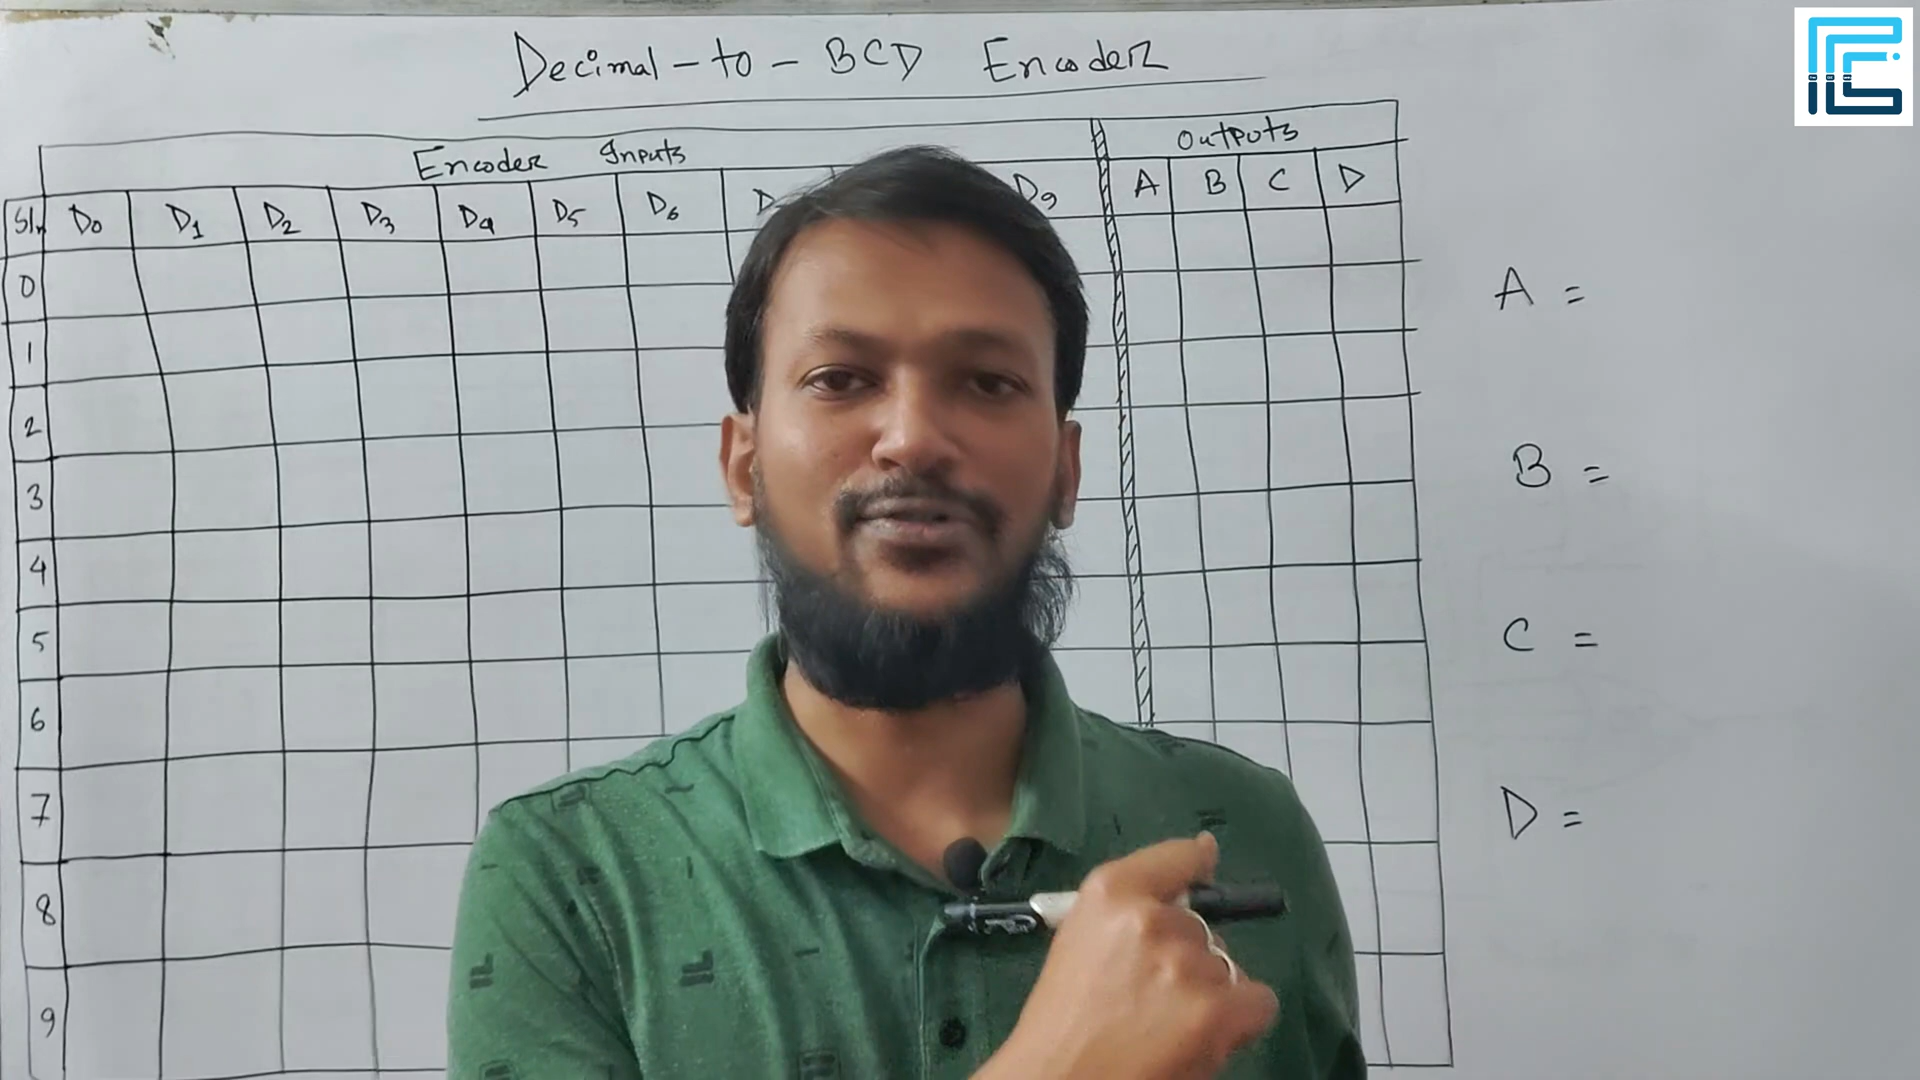 Decimal-to-BCD Encoder
Encoder Inputs Outputs
Sl. D0 D1 D2 D3 D4 D5 D6 D9 A B C D
0
1
2
3
4
5
6
7
8
9
A =
B =
C =
D =